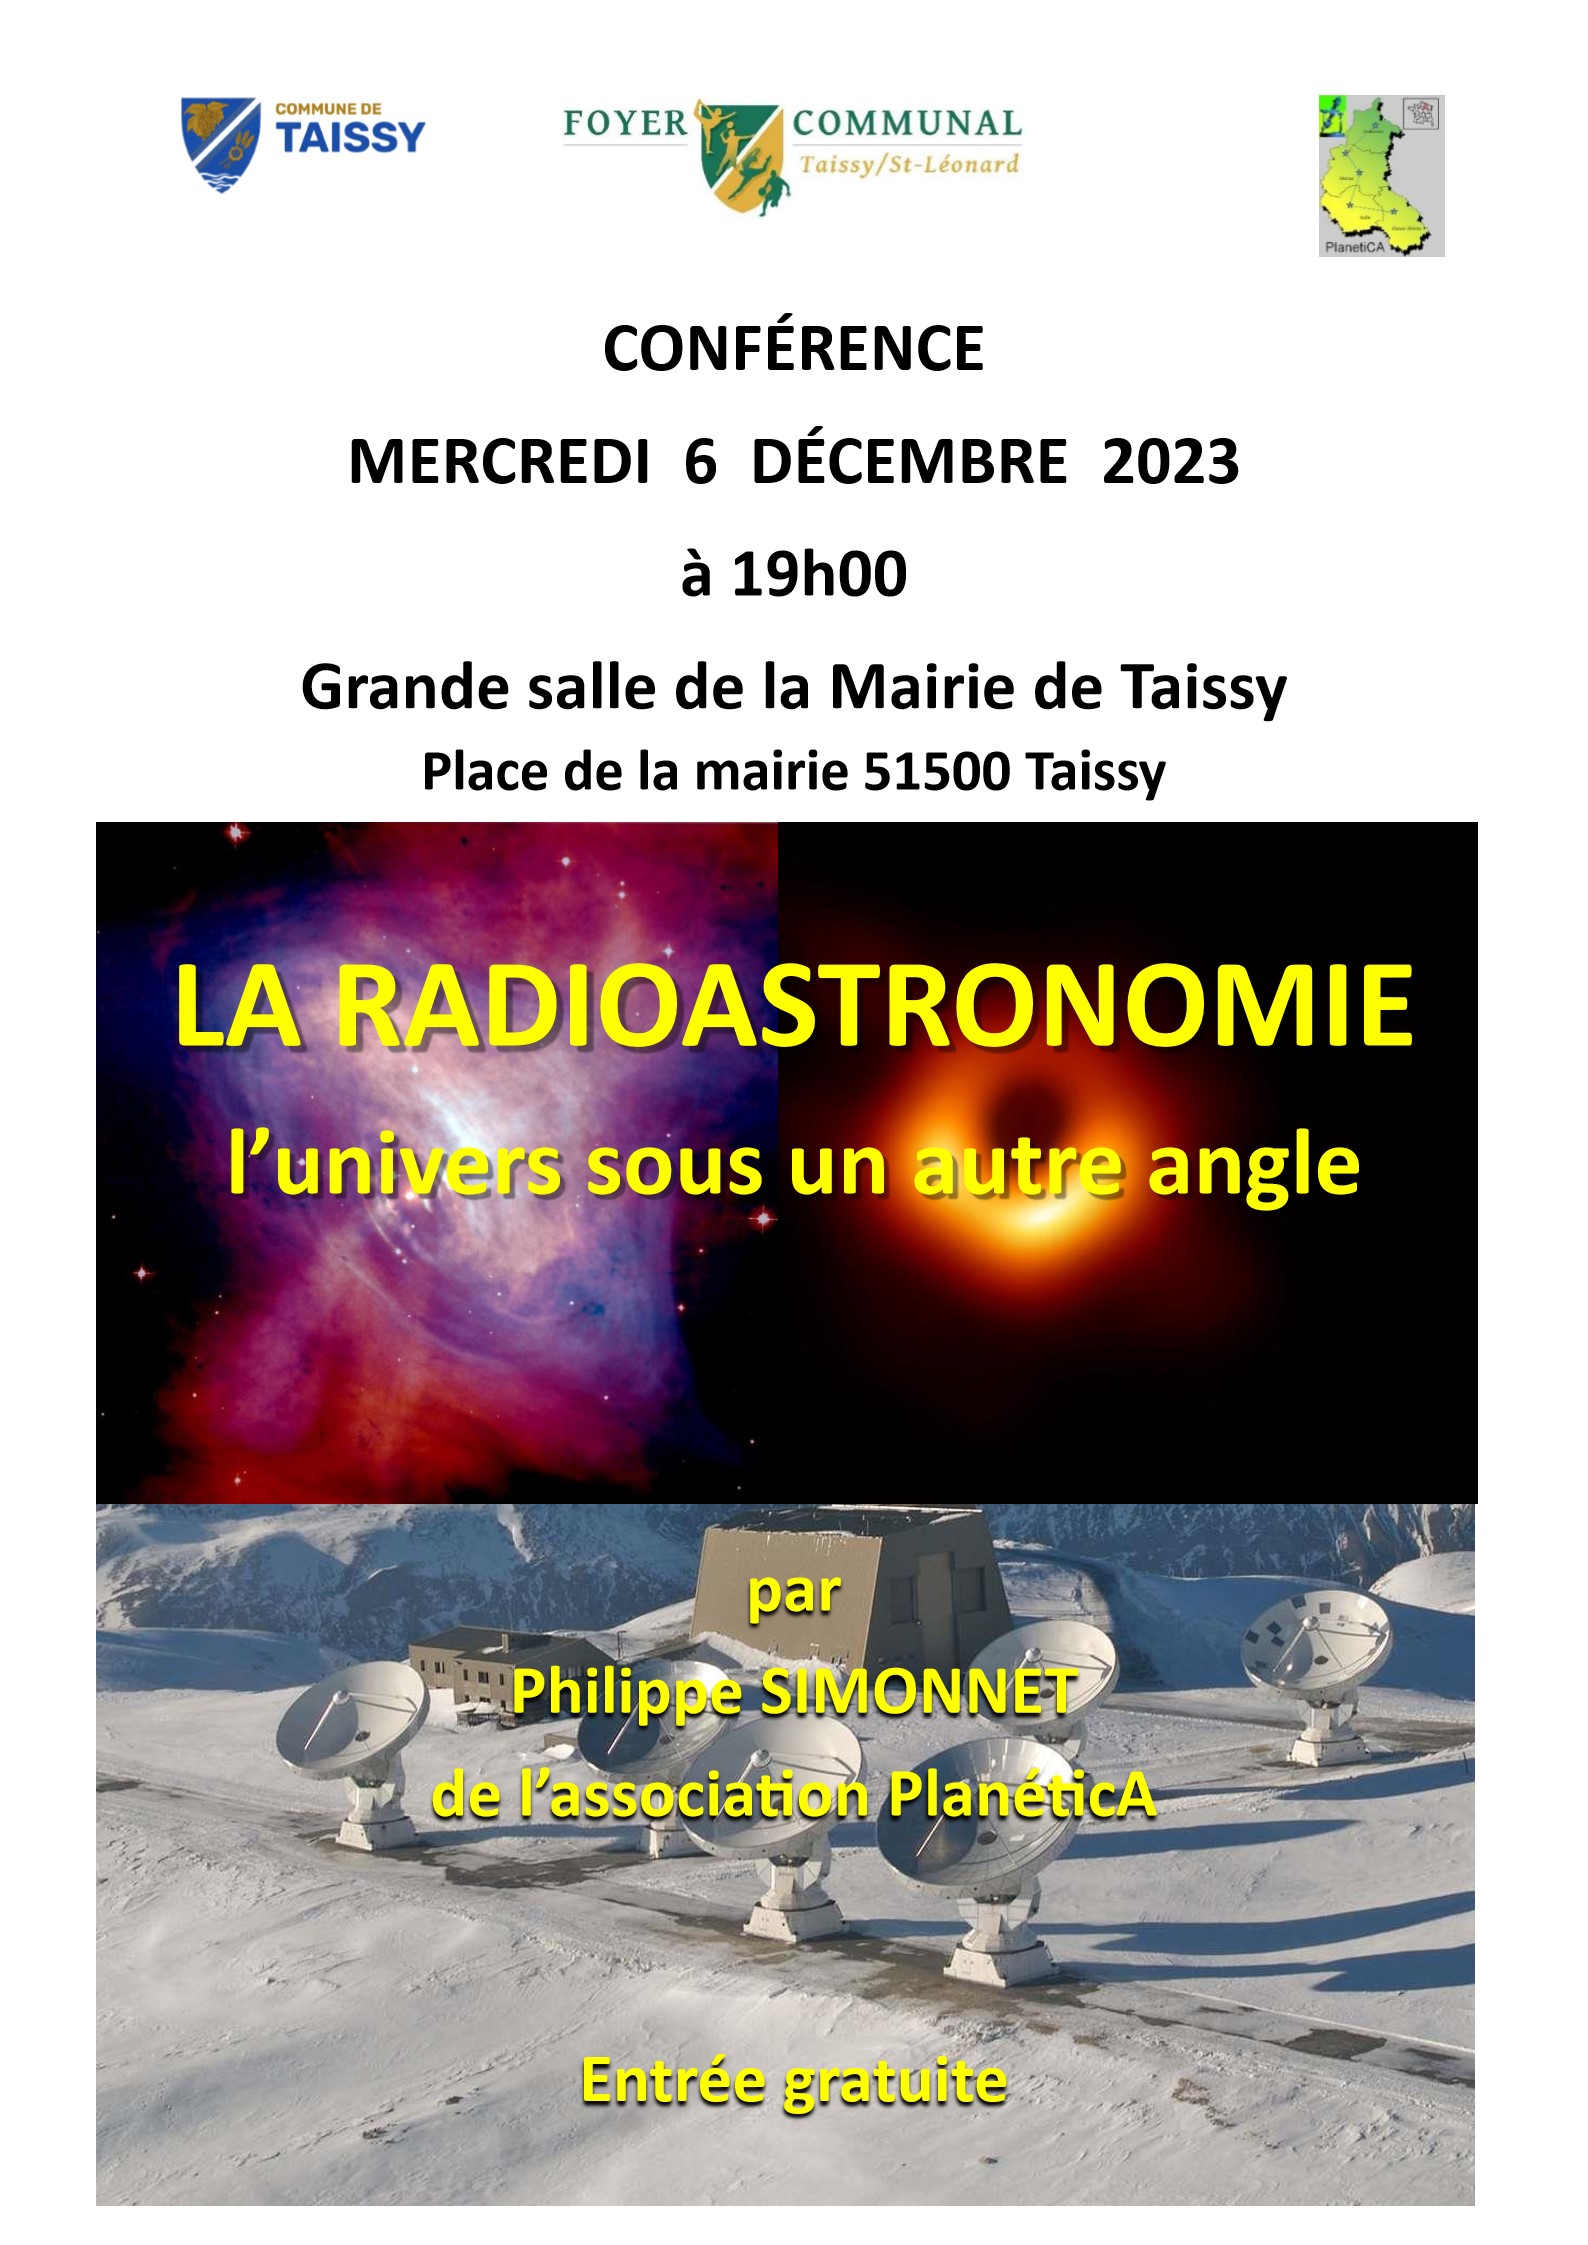 COMMUNE DE
TAISSY
FOYER COMMUNAL
Taissy/St-Léonard
PlanetiCA
CONFÉRENCE
MERCREDI 6 DÉCEMBRE 2023
à 19h00
Grande salle de la Mairie de Taissy
Place de la mairie 51500 Taissy
LA RADIOASTRONOMIE
l’univers sous un autre angle
par
Philippe SIMONNET
de l’association PlanéticA
Entrée gratuite